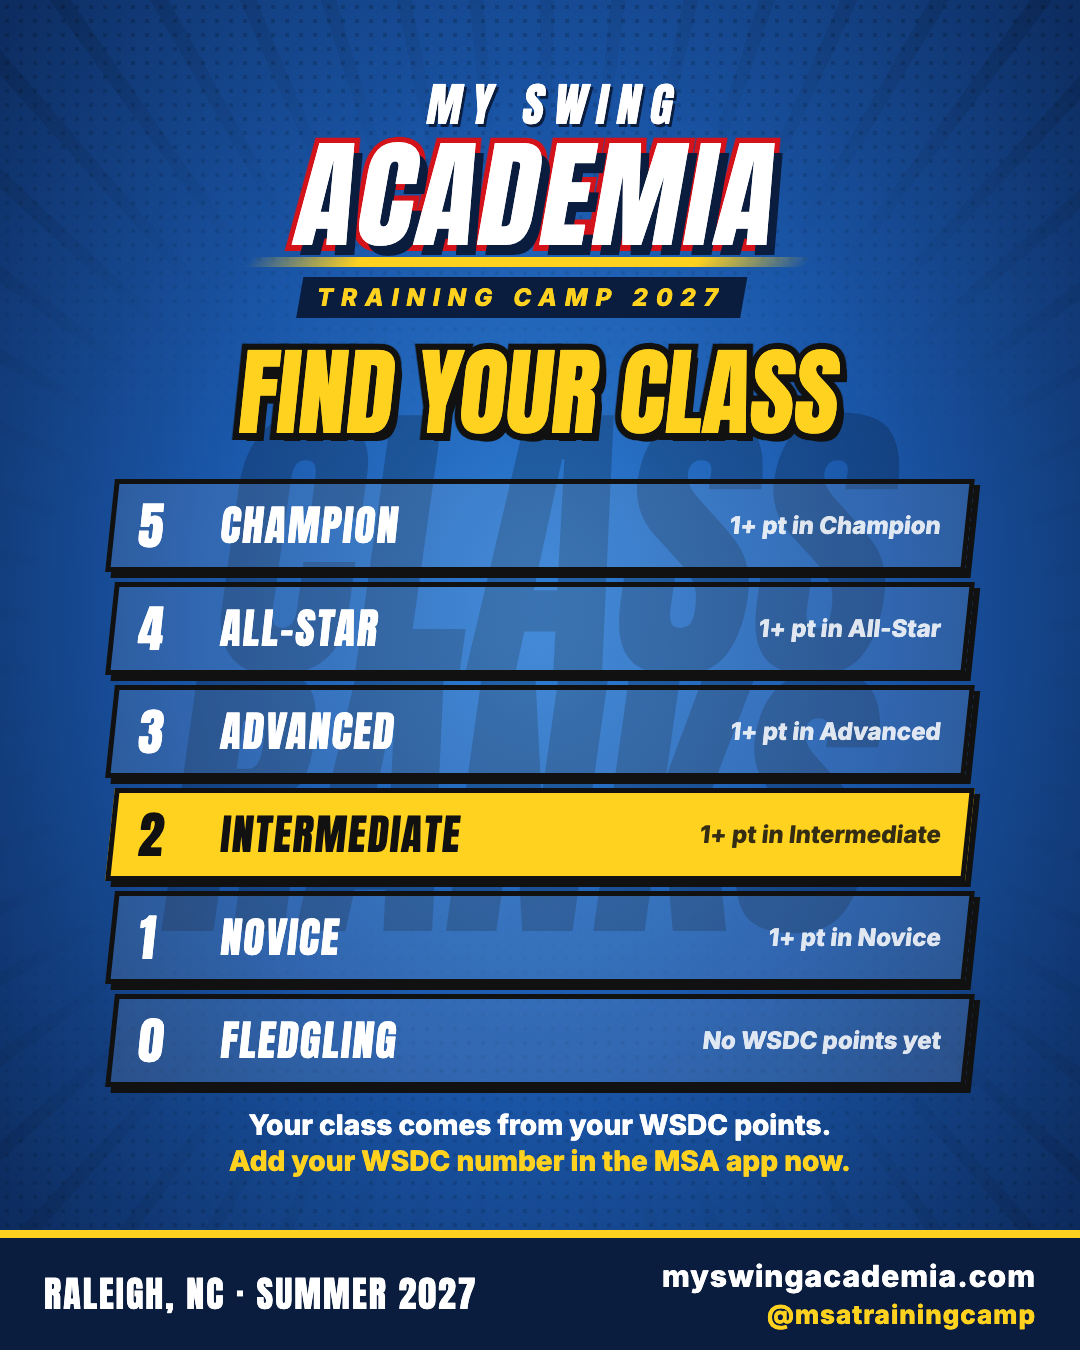 MY SWING
ACADEMIA
TRAINING CAMP 2027
FIND YOUR CLASS
CLASS
RANKS
5 CHAMPION 1+ pt in Champion
4 ALL-STAR 1+ pt in All-Star
3 ADVANCED 1+ pt in Advanced
2 INTERMEDIATE 1+ pt in Intermediate
1 NOVICE 1+ pt in Novice
0 FLEDGLING No WSDC points yet
Your class comes from your WSDC points.
Add your WSDC number in the MSA app now.
RALEIGH, NC · SUMMER 2027
myswingacademia.com
@msatrainingcamp